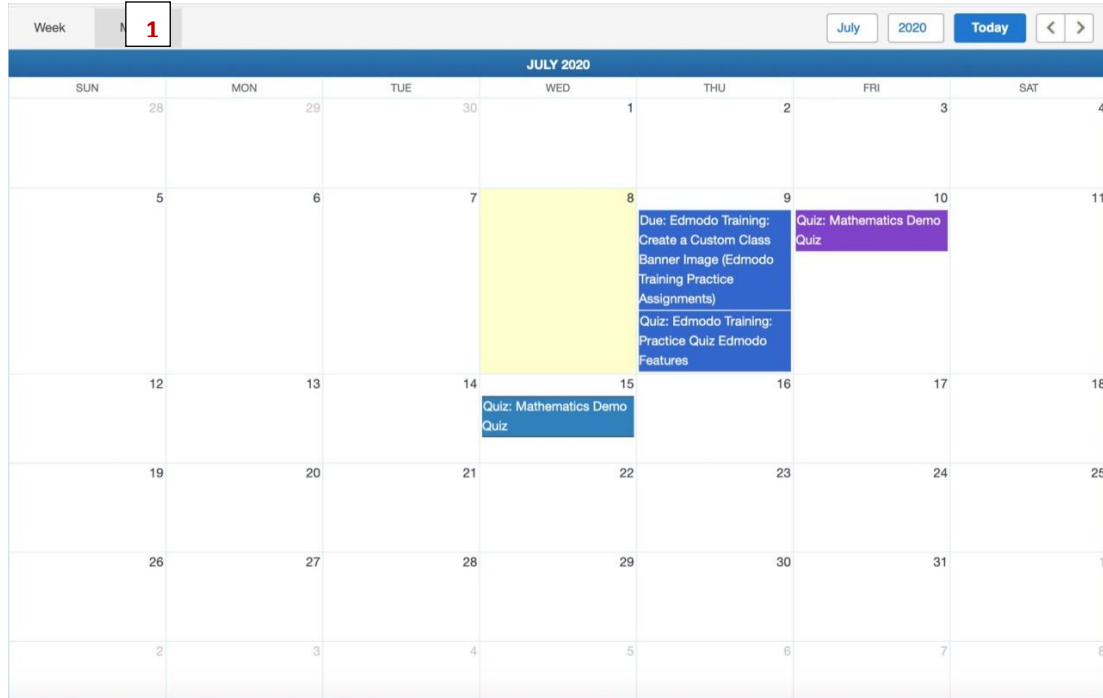 Week M 1 July 2020 Today < >
JULY 2020
SUN MON TUE WED THU FRI SAT
28 29 30 1 2 3 4
5 6 7 8 9 10 11
Due: Edmodo Training:
Create a Custom Class
Banner Image (Edmodo
Training Practice
Assignments)
Quiz: Edmodo Training:
Practice Quiz Edmodo
Features
Quiz: Mathematics Demo
Quiz
12 13 14 15 16 17 18
Quiz: Mathematics Demo
Quiz
19 20 21 22 23 24 25
26 27 28 29 30 31 1
2 3 4 5 6 7 8